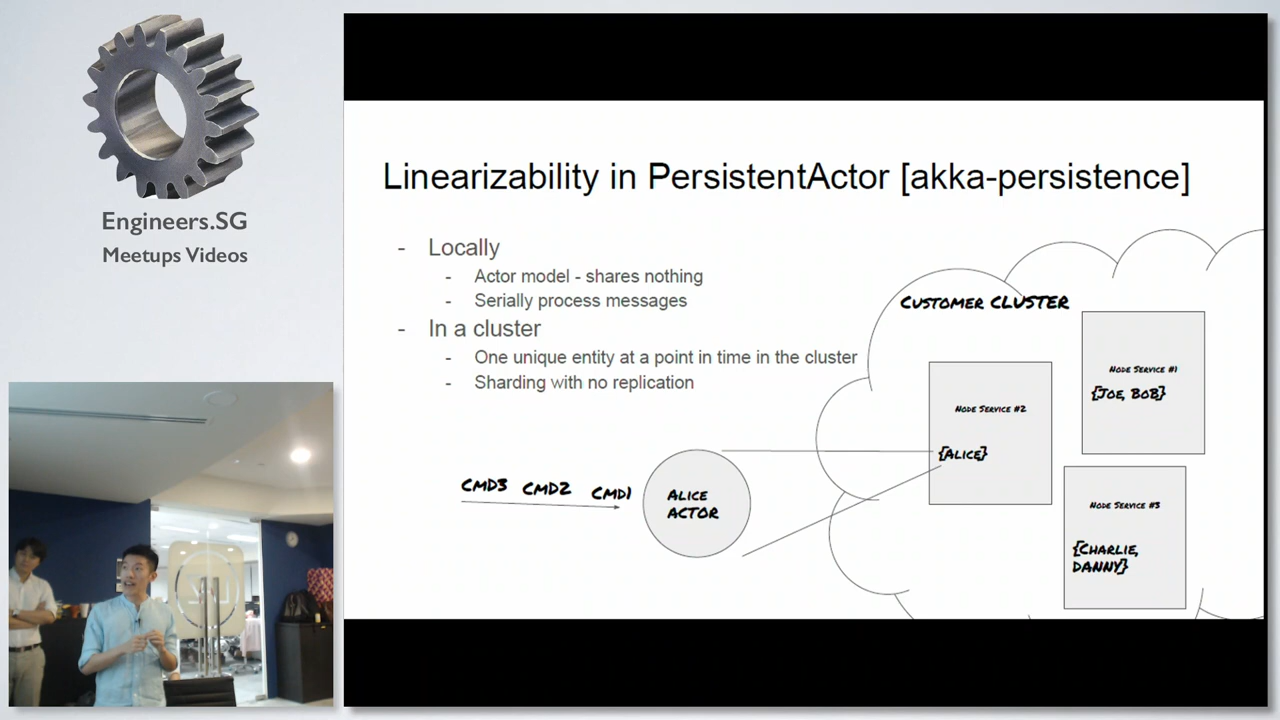 Engineers.SG
Meetups Videos
Linearizability in PersistentActor [akka-persistence]
- Locally
- Actor model - shares nothing
- Serially process messages
- In a cluster
- One unique entity at a point in time in the cluster
- Sharding with no replication
CUSTOMER CLUSTER
NODE SERVICE #1
{JOE, BOB}
NODE SERVICE #2
{ALICE}
NODE SERVICE #3
{CHARLIE,
DANNY}
CMD3 CMD2 CMD1
ALICE
ACTOR